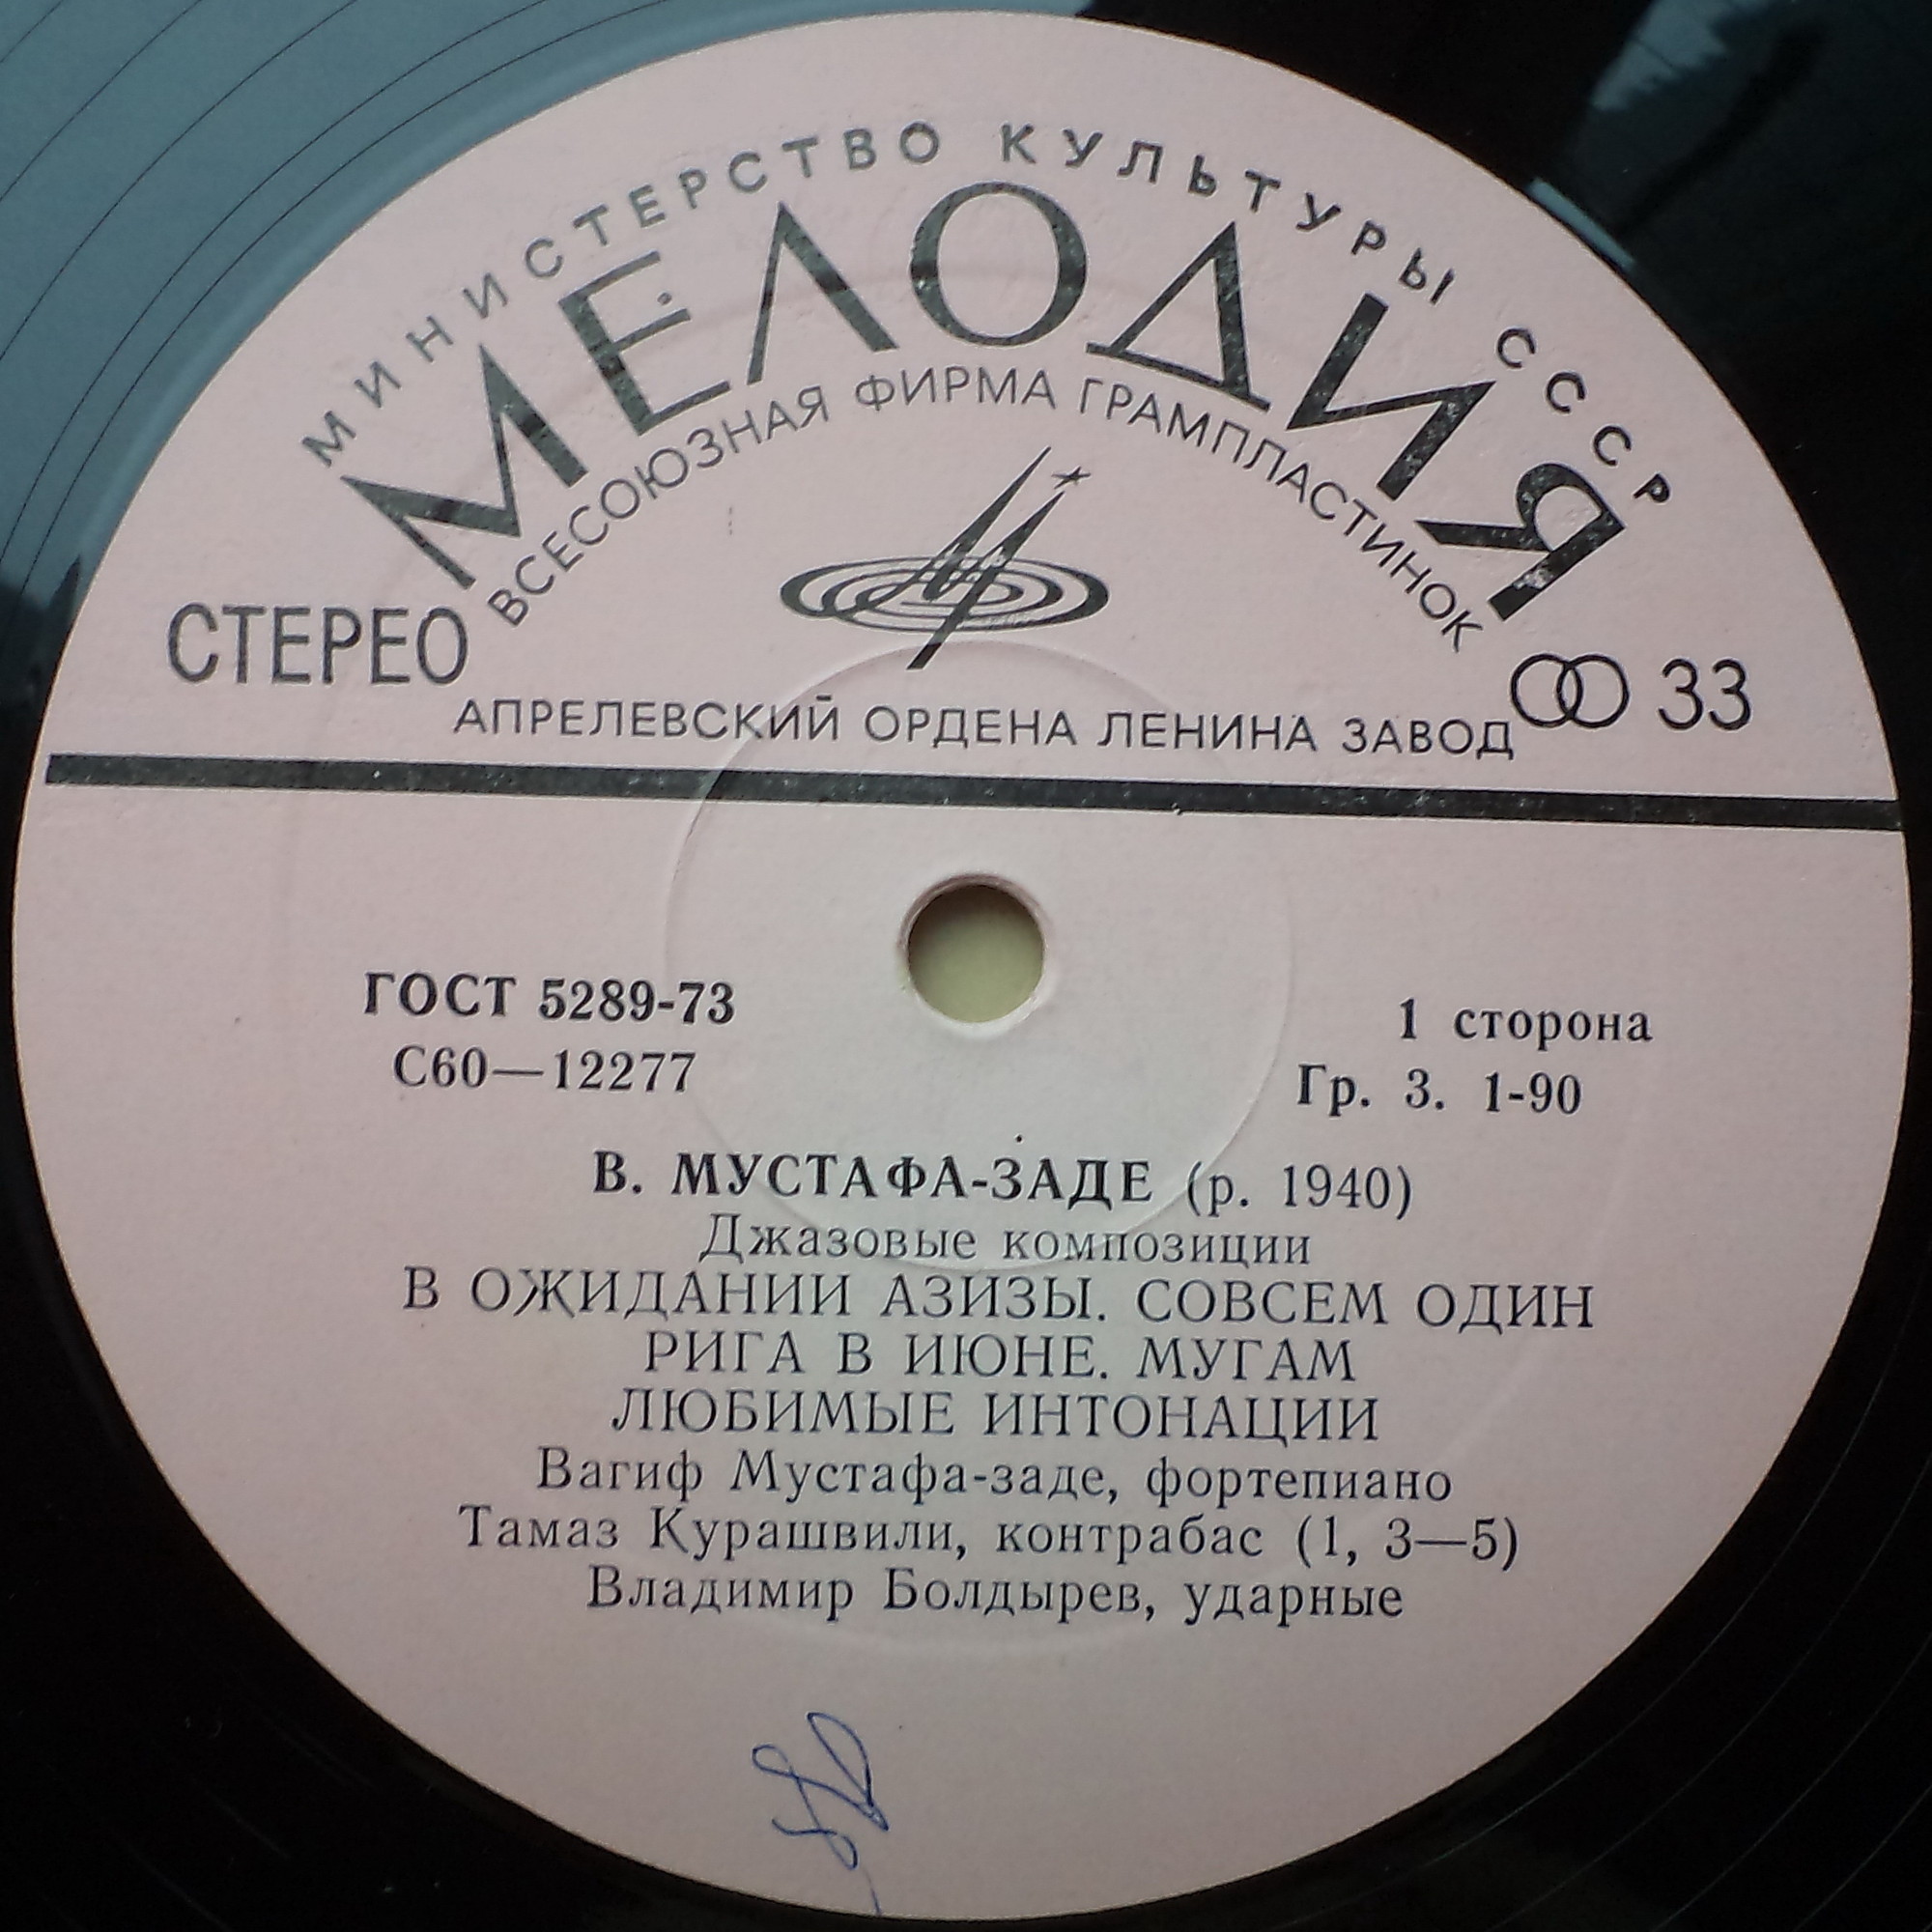 МИНИСТЕРСТВО КУЛЬТУРЫ СССР
МЕЛОДИЯ
ВСЕСОЮЗНАЯ ФИРМА ГРАМПЛАСТИНОК
СТЕРЕО
33
АПРЕЛЕВСКИЙ ОРДЕНА ЛЕНИНА ЗАВОД
ГОСТ 5289-73
С60—12277
1 сторона
Гр. 3. 1-90
В. МУСТАФА-ЗАДЕ (р. 1940)
Джазовые композиции
В ОЖИДАНИИ АЗИЗЫ. СОВСЕМ ОДИН
РИГА В ИЮНЕ. МУГАМ
ЛЮБИМЫЕ ИНТОНАЦИИ
Вагиф Мустафа-заде, фортепиано
Тамаз Курашвили, контрабас (1, 3—5)
Владимир Болдырев, ударные